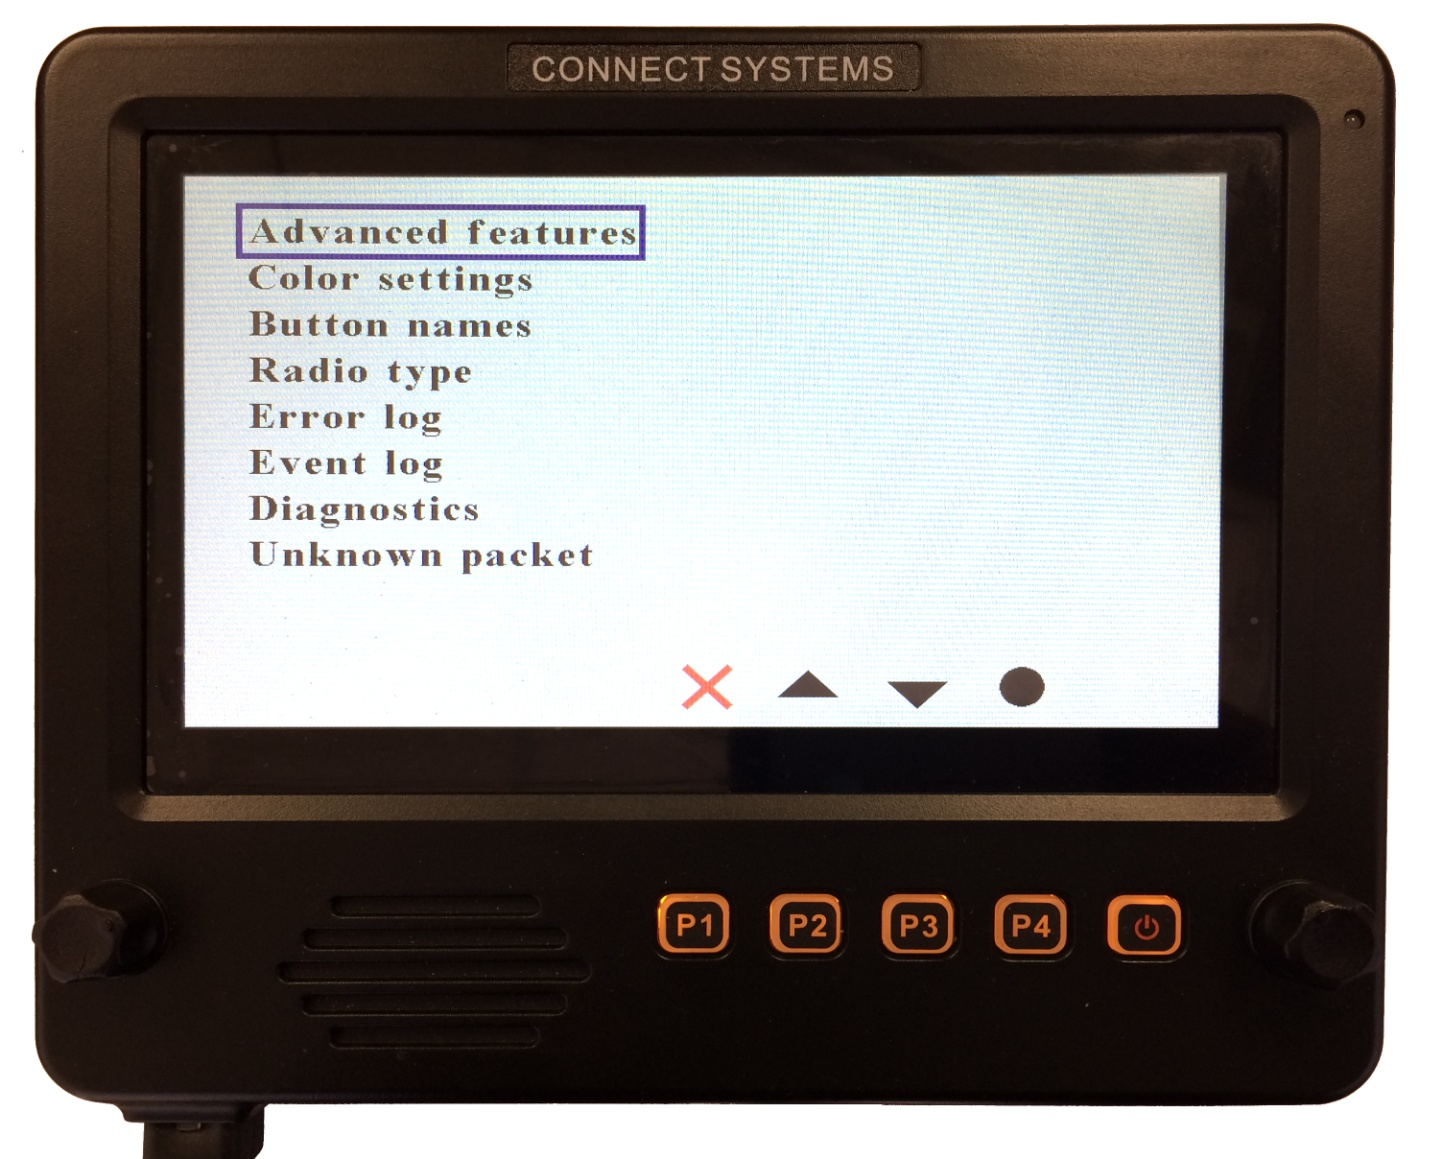 CONNECT SYSTEMS
Advanced features
Color settings
Button names
Radio type
Error log
Event log
Diagnostics
Unknown packet
P1 P2 P3 P4